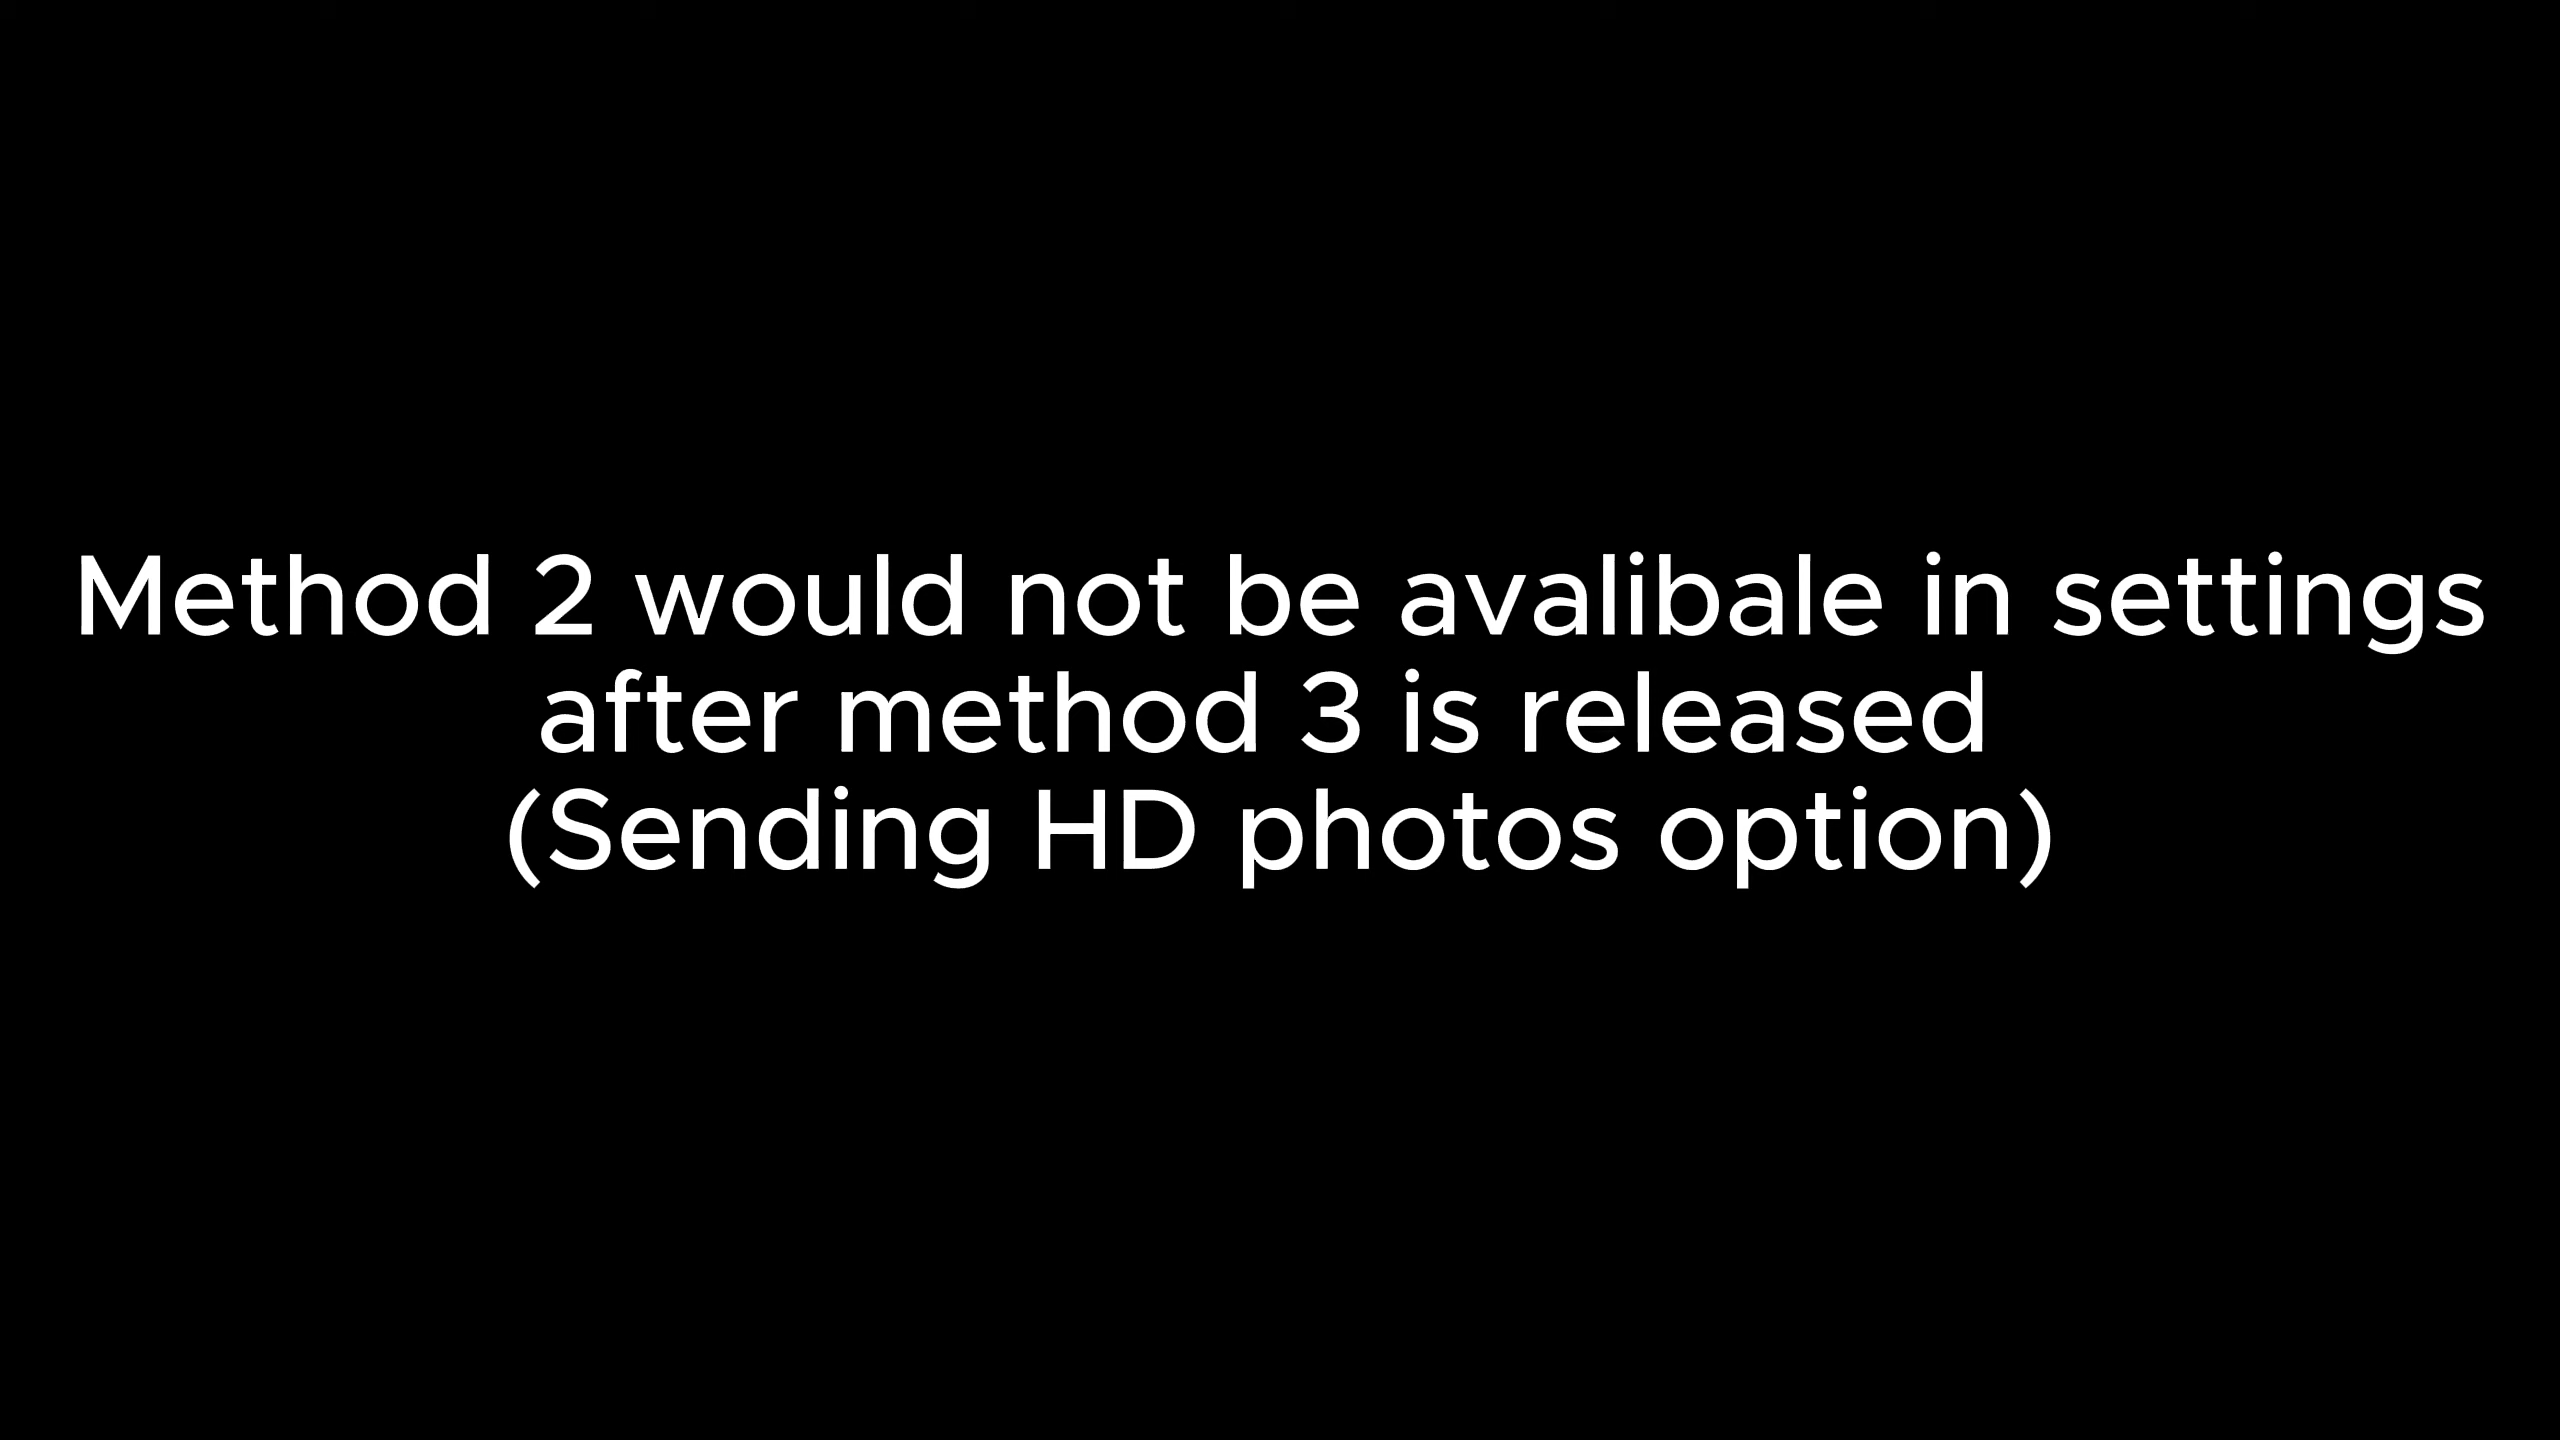 Method 2 would not be avalibale in settings
after method 3 is released
(Sending HD photos option)